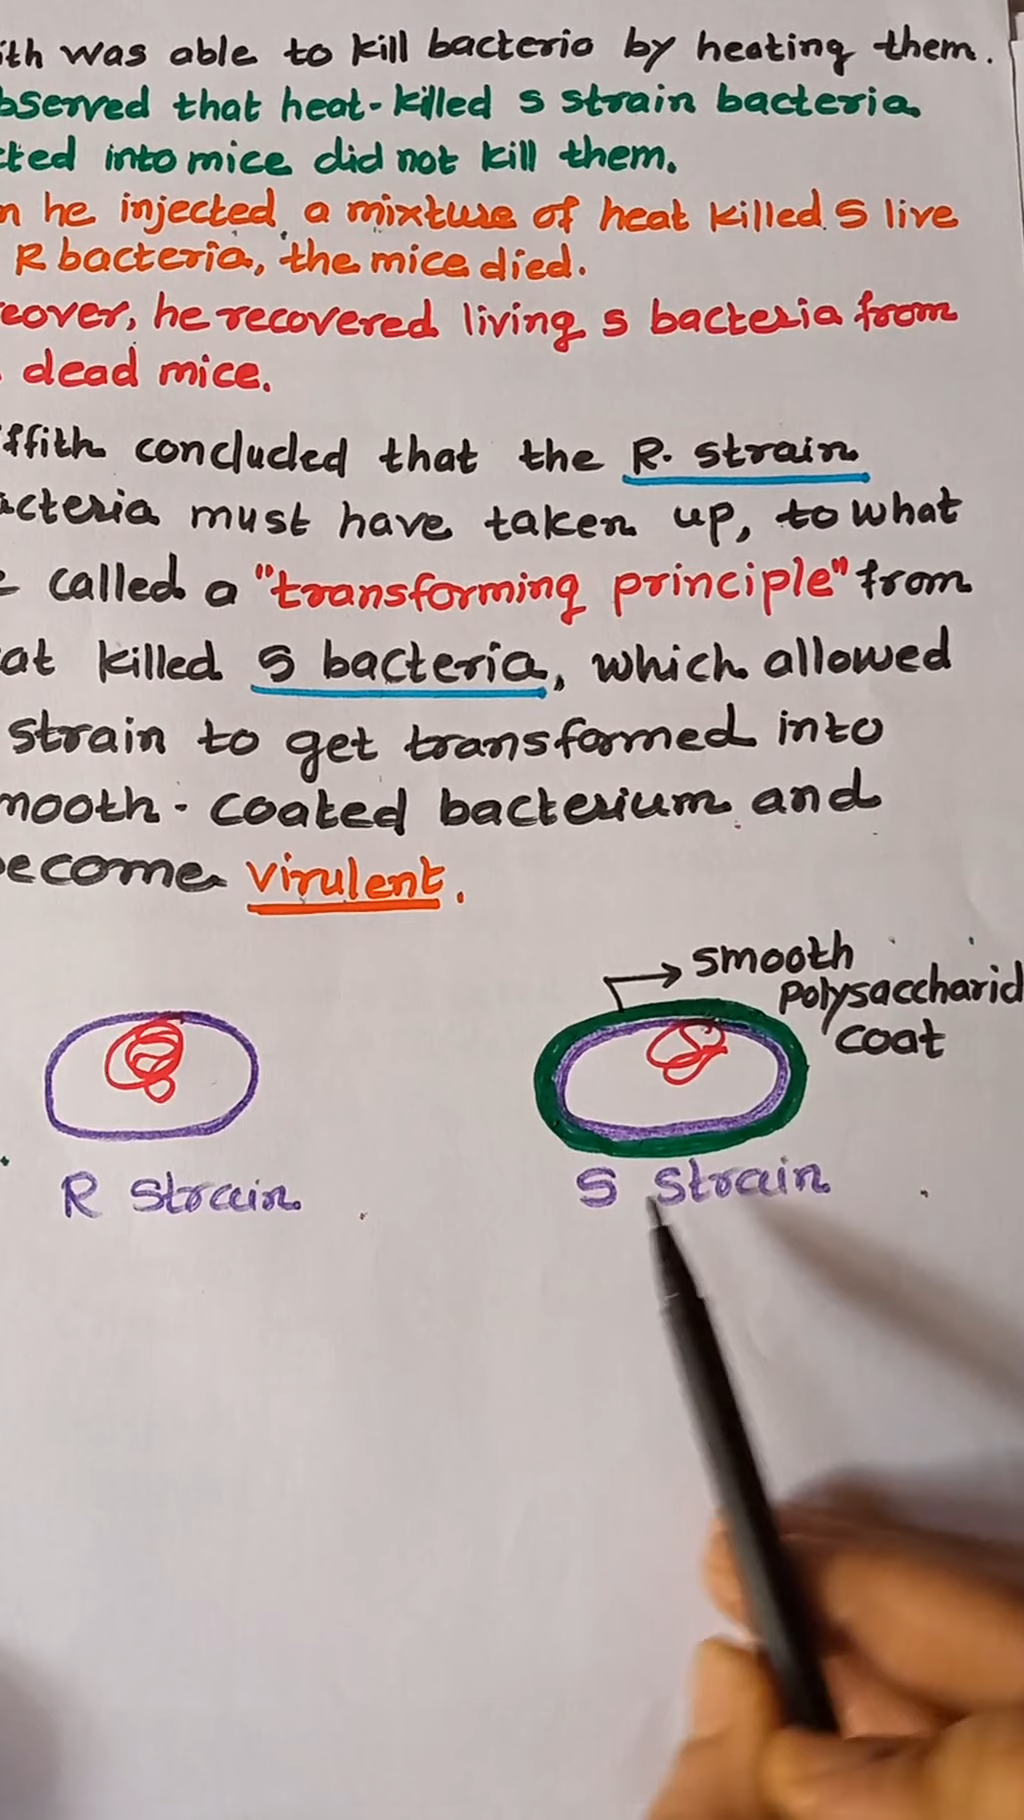 ith was able to kill bacterio by heating them.
bserved that heat-killed S strain bacteria
cted into mice did not kill them.
n he injected a mixture of heat killed S live
R bacteria, the mice died.
eover, he recovered living S bacteria from
dead mice.
ffith concluded that the R. strain
acteria must have taken up, to what
called a "transforming principle" from
at killed S bacteria, which allowed
strain to get transformed into
mooth-coated bacterium and
ecome virulent.
smooth
polysaccharid
coat
R Strain
S Strain